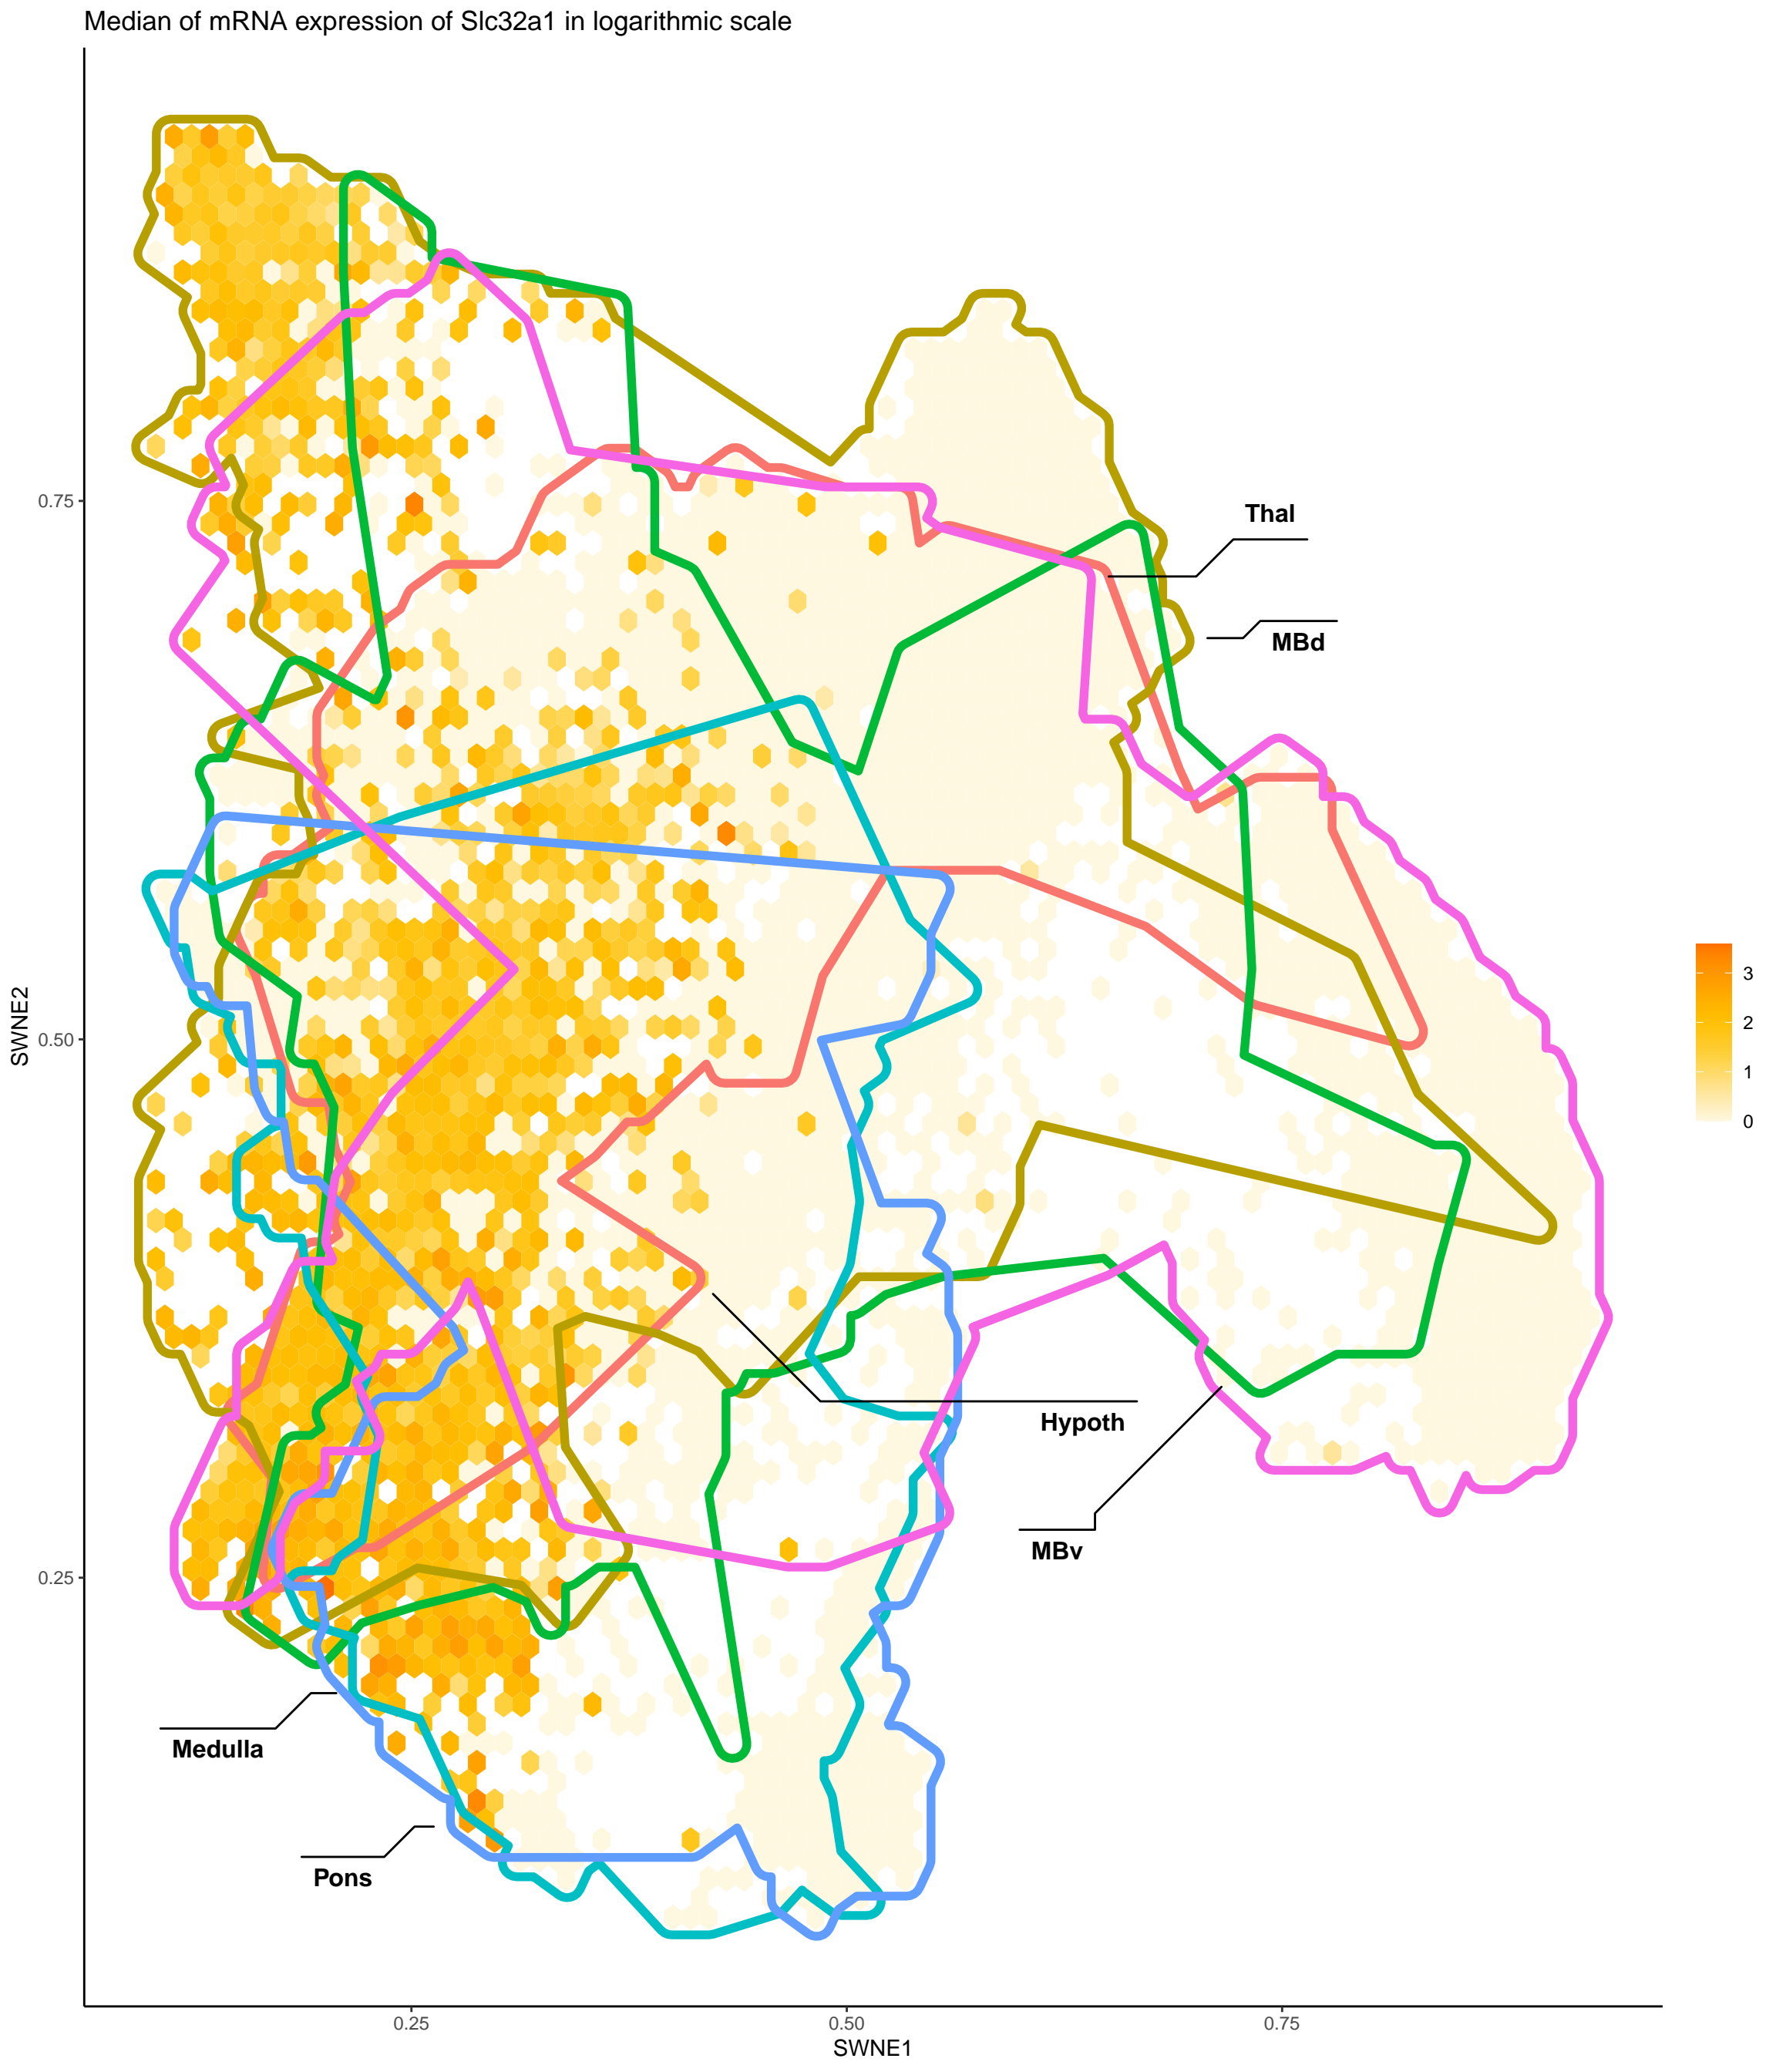 Median of mRNA expression of Slc32a1 in logarithmic scale
Thal
MBd
0.75
3
2
1
0
SWNE2
0.50
Hypoth
MBv
0.25
Medulla
Pons
0.25
0.50
0.75
SWNE1